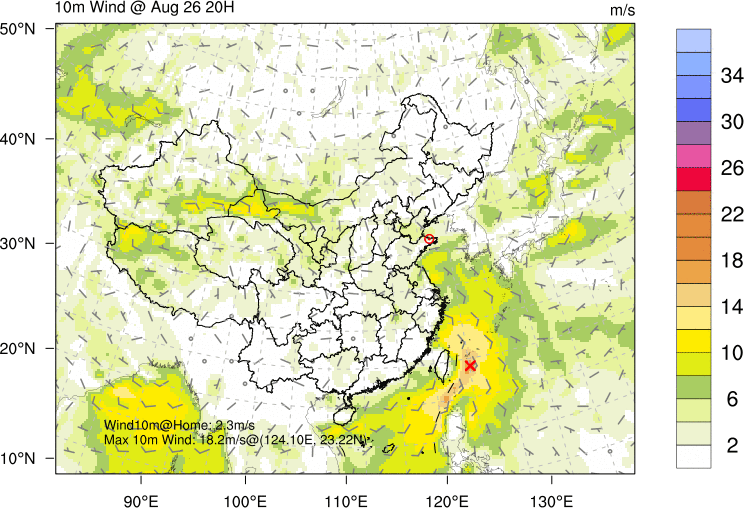 10m Wind @ Aug 26 20H
m/s
50°N
40°N
30°N
20°N
10°N
90°E
100°E
110°E
120°E
130°E
Wind10m@Home: 2.3m/s
Max 10m Wind: 18.2m/s@(124.10E, 23.22N)
34
30
26
22
18
14
10
6
2